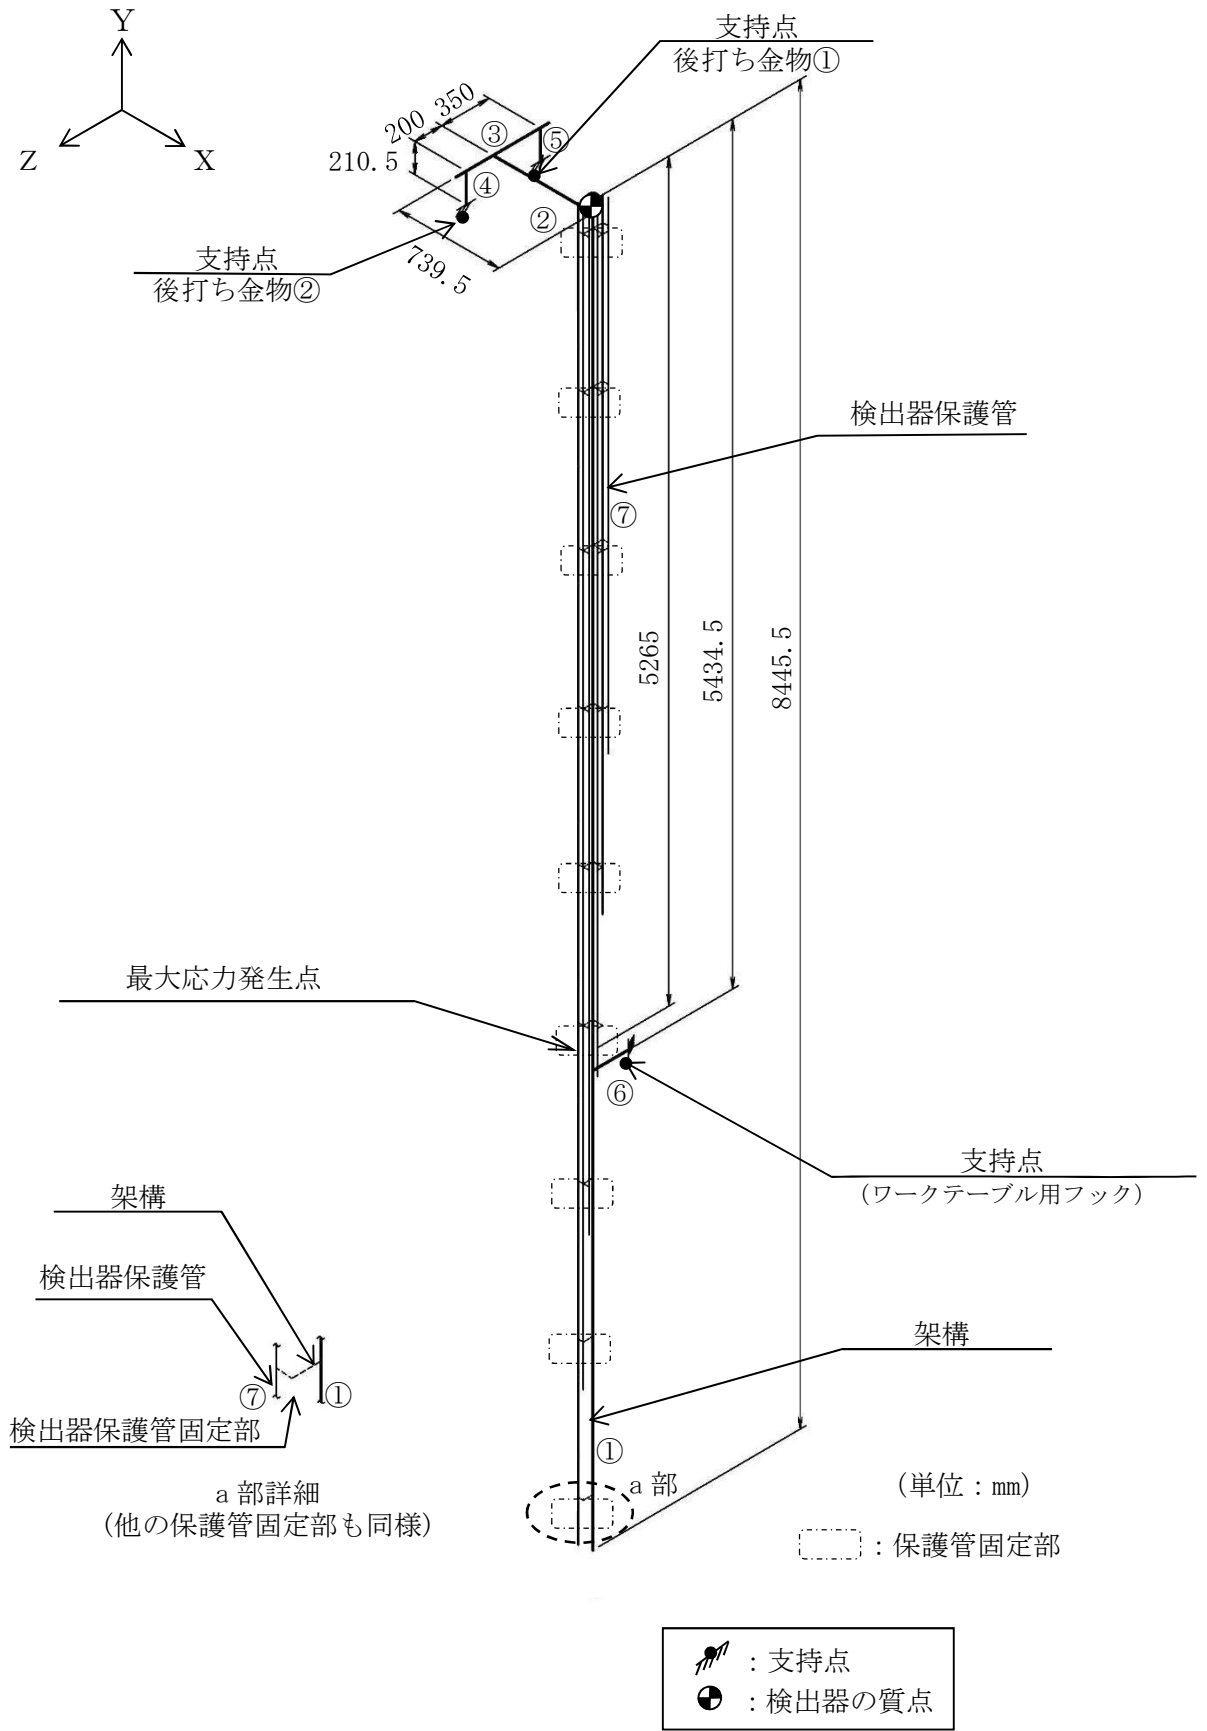 Y
Z
X
支持点
後打ち金物①
350
200
210.5
③
⑤
④
②
739.5
支持点
後打ち金物②
検出器保護管
⑦
5265
5434.5
8445.5
最大応力発生点
⑥
支持点
(ワークテーブル用フック)
架構
検出器保護管
⑦
①
検出器保護管固定部
a部詳細
(他の保護管固定部も同様)
架構
①
a部
(単位:mm)
:保護管固定部
:支持点
:検出器の質点